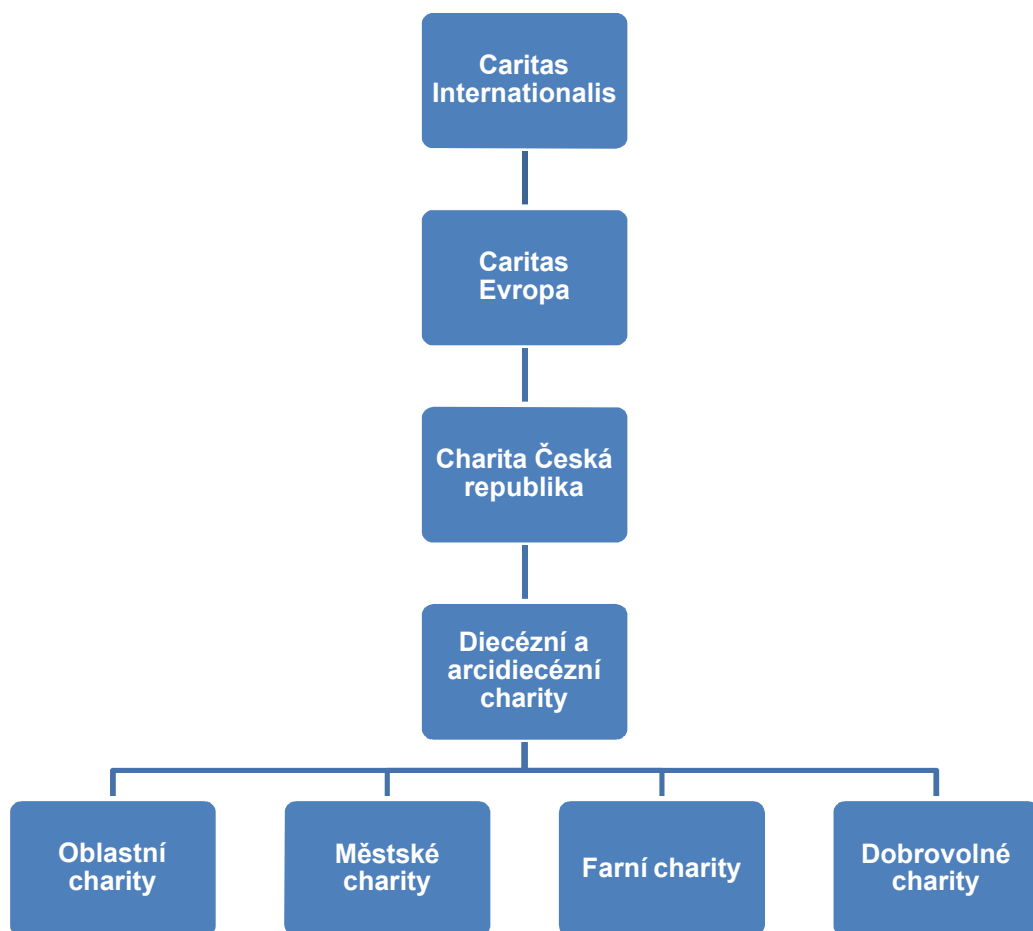 Caritas
Internationalis
Caritas
Evropa
Charita Česká
republika
Diecézní a
arcidiecézní
charity
Oblastní
charity
Městské
charity
Farní charity
Dobrovolné
charity